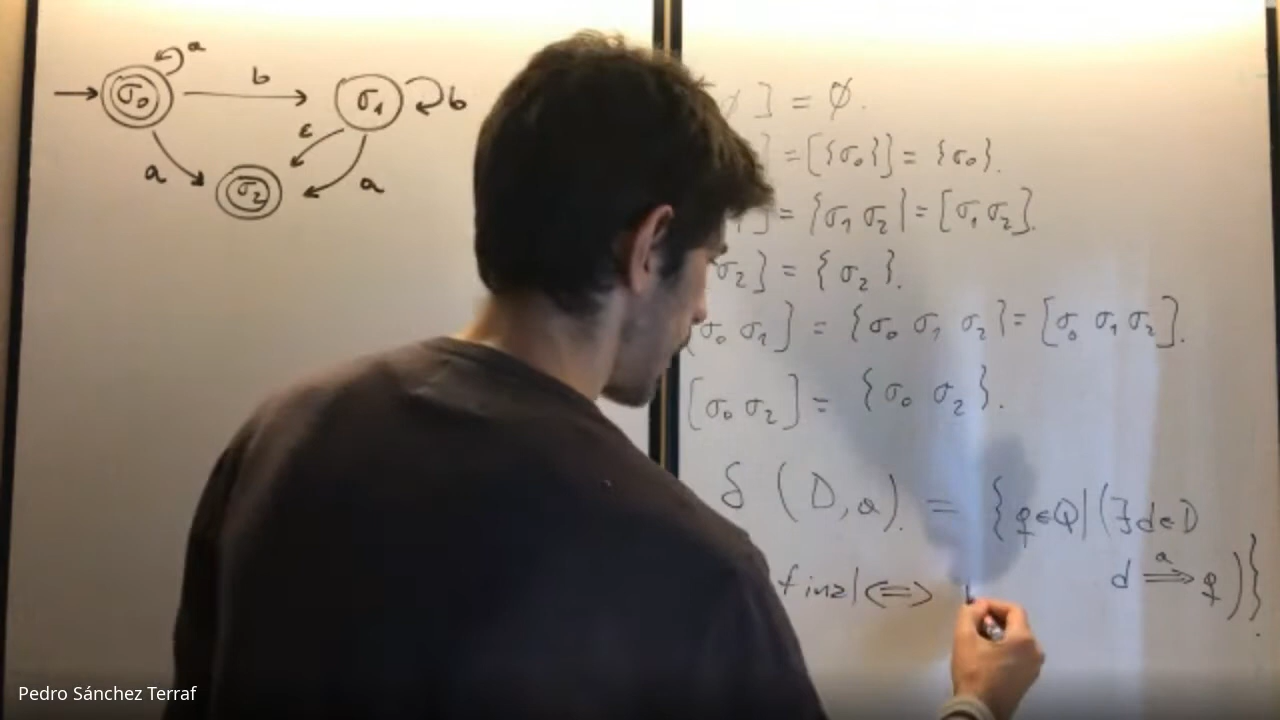 a
b
σ₀
σ₁
b
ε
a
σ₂
a
∅ ] = ∅.
] = [{σ₀}] = {σ₀}.
] = {σ₁ σ₂} = [σ₁ σ₂].
σ₂] = {σ₂}.
[σ₀ σ₁] = {σ₀ σ₁ σ₂} = [σ₀ σ₁ σ₂].
[σ₀ σ₂] = {σ₀ σ₂}.
δ (D, a). = {q∈Q | (∃d∈D
d ⇒ᵃ q)}.
final ⇔
Pedro Sánchez Terraf